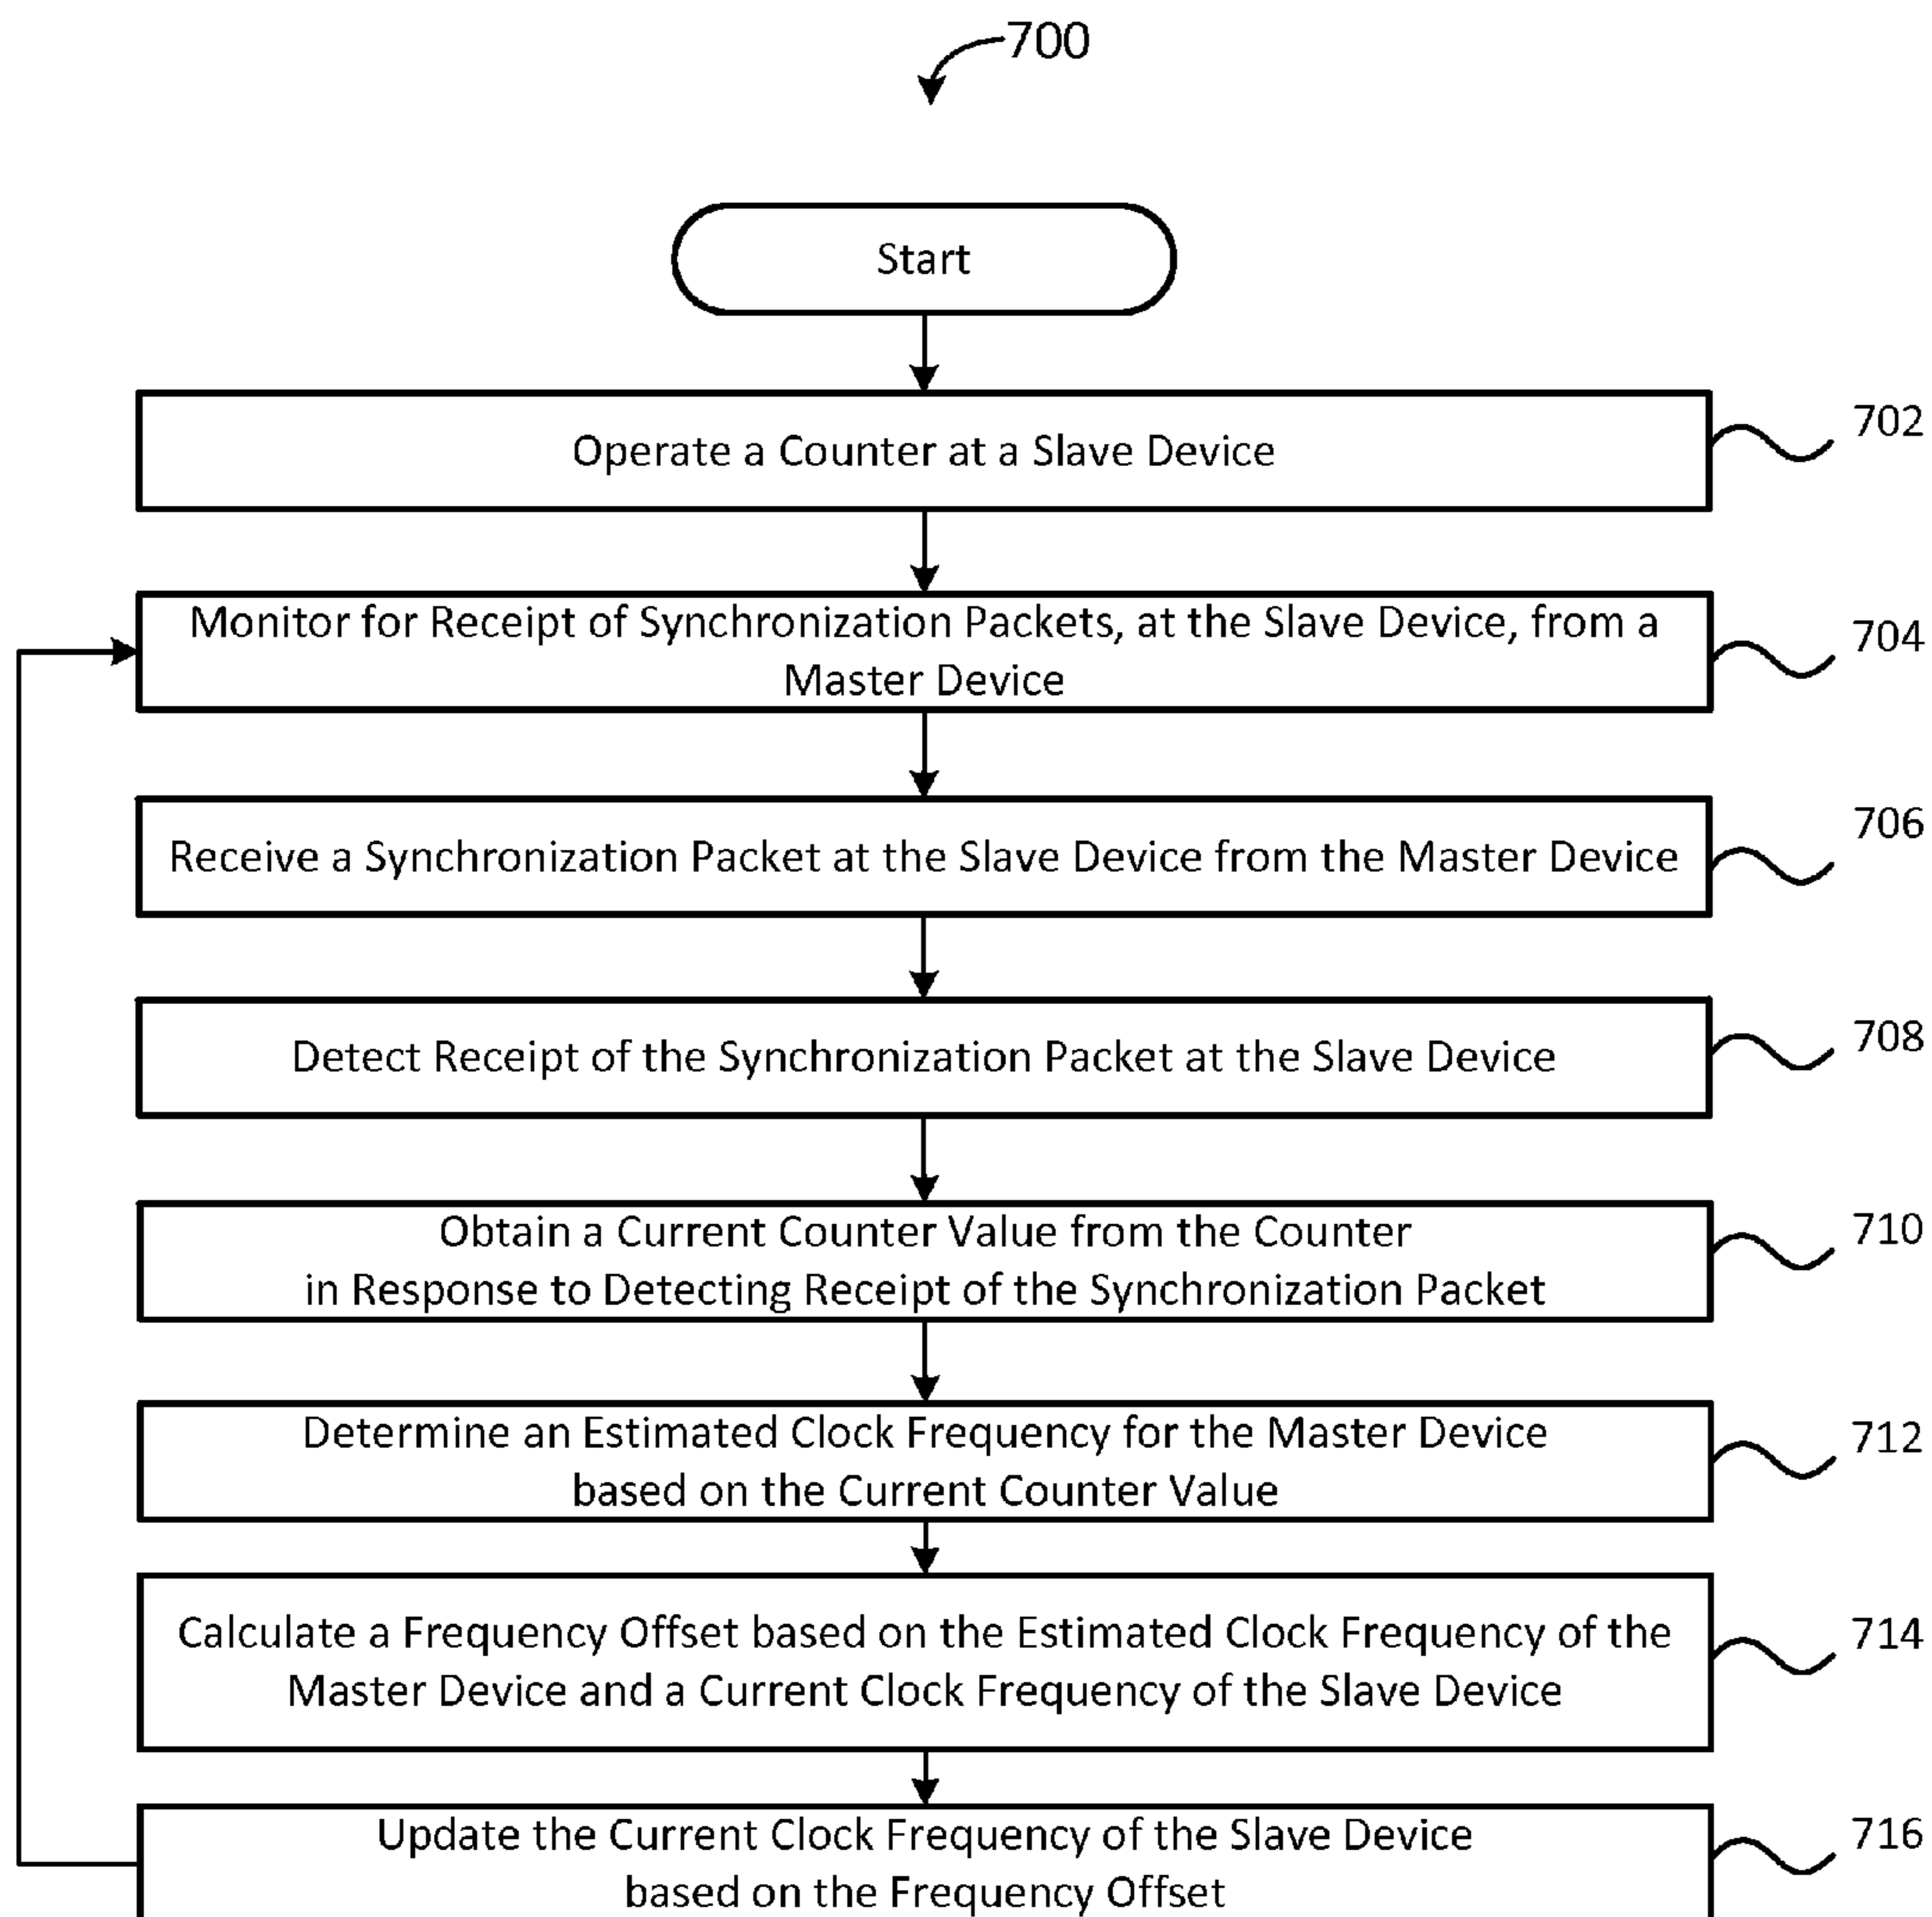 700
Start
Operate a Counter at a Slave Device
702
Monitor for Receipt of Synchronization Packets, at the Slave Device, from a
Master Device
704
Receive a Synchronization Packet at the Slave Device from the Master Device
706
Detect Receipt of the Synchronization Packet at the Slave Device
708
Obtain a Current Counter Value from the Counter
in Response to Detecting Receipt of the Synchronization Packet
710
Determine an Estimated Clock Frequency for the Master Device
based on the Current Counter Value
712
Calculate a Frequency Offset based on the Estimated Clock Frequency of the
Master Device and a Current Clock Frequency of the Slave Device
714
Update the Current Clock Frequency of the Slave Device
based on the Frequency Offset
716